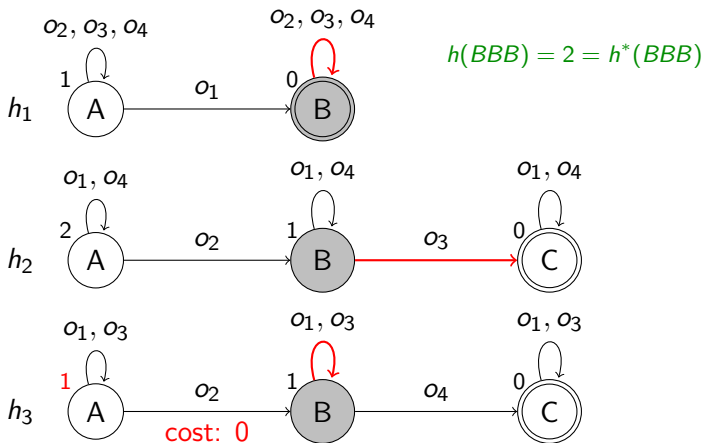 o₂, o₃, o₄ o₂, o₃, o₄
h(BBB) = 2 = h*(BBB)
1 0
h₁ A o₁ B
o₁, o₄ o₁, o₄ o₁, o₄
2 1 0
h₂ A o₂ B o₃ C
o₁, o₃ o₁, o₃ o₁, o₃
1 1 0
h₃ A o₂ B o₄ C
cost: 0